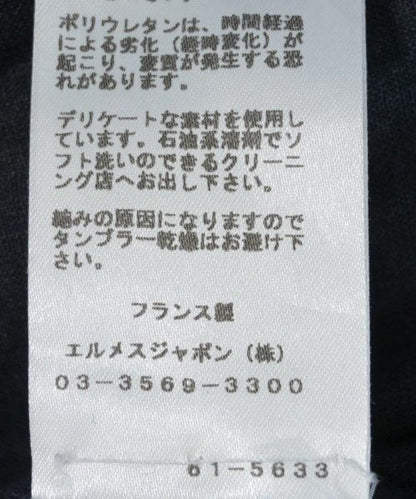 ポリウレタンは、時間経過
による劣化（経時変化）が
起こり、変質が発生する恐
れがあります。
デリケートな素材を使用し
ています。石油系溶剤でソ
フト洗いのできるクリーニ
ング店へお出し下さい。
縮みの原因になりますので
タンブラー乾燥はお避け下
さい。
フランス製
エルメスジャポン（株）
03-3569-3300
61-5633